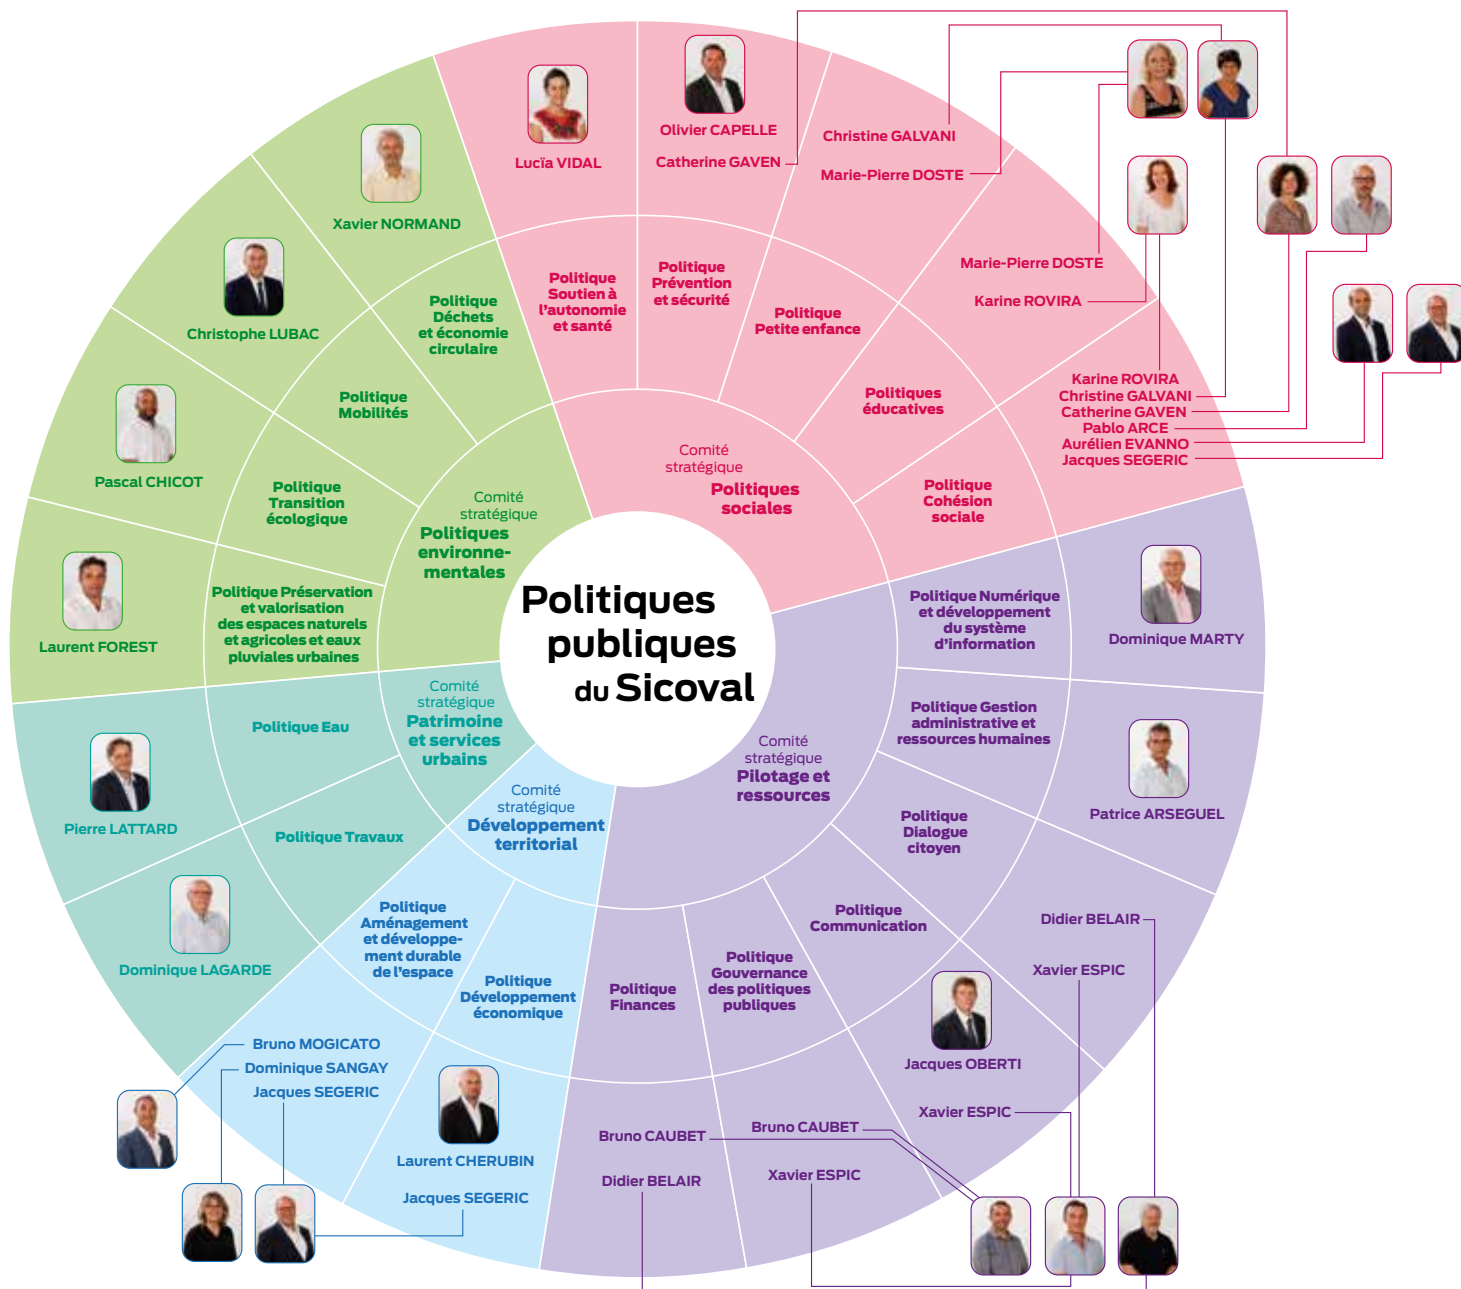 Politiques
publiques
du Sicoval
Comité
stratégique
Politiques
sociales
Politique
Soutien à
l'autonomie
et santé
Lucïa VIDAL
Politique
Prévention
et sécurité
Olivier CAPELLE
Catherine GAVEN
Politique
Petite enfance
Christine GALVANI
Marie-Pierre DOSTE
Politiques
éducatives
Marie-Pierre DOSTE
Karine ROVIRA
Politique
Cohésion
sociale
Karine ROVIRA
Christine GALVANI
Catherine GAVEN
Pablo ARCE
Aurélien EVANNO
Jacques SEGERIC
Comité
stratégique
Pilotage et
ressources
Politique Numérique
et développement
du système
d'information
Dominique MARTY
Politique Gestion
administrative et
ressources humaines
Patrice ARSEGUEL
Politique
Dialogue
citoyen
Didier BELAIR
Xavier ESPIC
Politique
Communication
Jacques OBERTI
Xavier ESPIC
Politique
Gouvernance
des politiques
publiques
Bruno CAUBET
Xavier ESPIC
Politique
Finances
Bruno CAUBET
Didier BELAIR
Comité
stratégique
Développement
territorial
Politique
Développement
économique
Laurent CHERUBIN
Jacques SEGERIC
Politique
Aménagement
et développe-
ment durable
de l'espace
Bruno MOGICATO
Dominique SANGAY
Jacques SEGERIC
Comité
stratégique
Patrimoine
et services
urbains
Politique Travaux
Dominique LAGARDE
Politique Eau
Pierre LATTARD
Comité
stratégique
Politiques
environne-
mentales
Politique Préservation
et valorisation
des espaces naturels
et agricoles et eaux
pluviales urbaines
Laurent FOREST
Politique
Transition
écologique
Pascal CHICOT
Politique
Mobilités
Christophe LUBAC
Politique
Déchets
et économie
circulaire
Xavier NORMAND